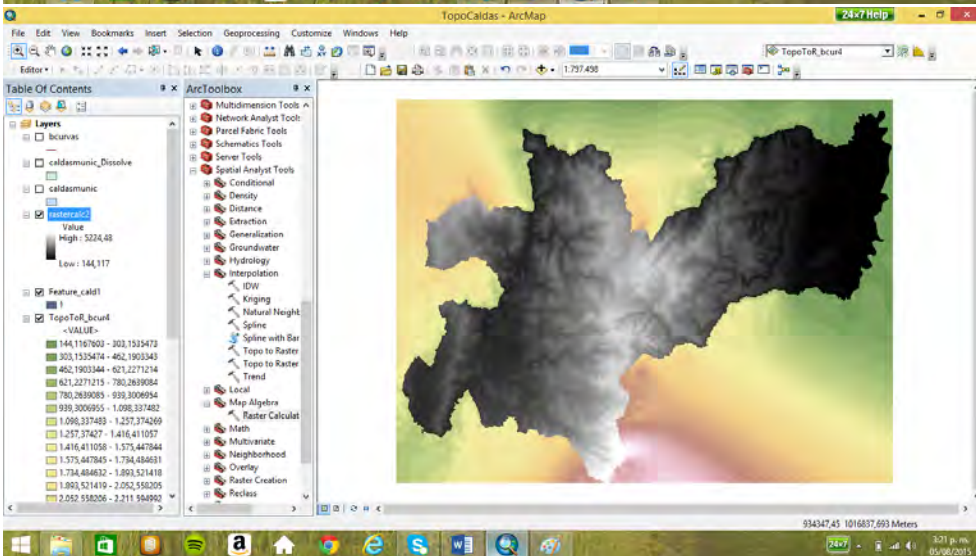 TopoCaldas - ArcMap
24x7 Help
File Edit View Bookmarks Insert Selection Geoprocessing Customize Windows Help
TopoToR_bcur4
Editor
1:797.498
Table Of Contents
ArcToolbox
Layers
bcurvas
caldasmunic_Dissolve
caldasmunic
rastercalc2
Value
High : 5224,48
Low : 144,117
Feature_cald1
1
TopoToR_bcur4
<VALUE>
144,1167603 - 303,1535473
303,1535474 - 462,1903343
462,1903344 - 621,2271214
621,2271215 - 780,2639084
780,2639085 - 939,3006954
939,3006955 - 1.098,337482
1.098,337483 - 1.257,374269
1.257,37427 - 1.416,411057
1.416,411058 - 1.575,447844
1.575,447845 - 1.734,484631
1.734,484632 - 1.893,521418
1.893,521419 - 2.052,558205
2.052,558206 - 2.211,594992
Multidimension Tools
Network Analyst Tools
Parcel Fabric Tools
Schematics Tools
Server Tools
Spatial Analyst Tools
Conditional
Density
Distance
Extraction
Generalization
Groundwater
Hydrology
Interpolation
IDW
Kriging
Natural Neighb
Spline
Spline with Bar
Topo to Raster
Topo to Raster
Trend
Local
Map Algebra
Raster Calculat
Math
Multivariate
Neighborhood
Overlay
Raster Creation
Reclass
934347,45 1016837,693 Meters
24x7
3:21 p. m.
05/08/2015